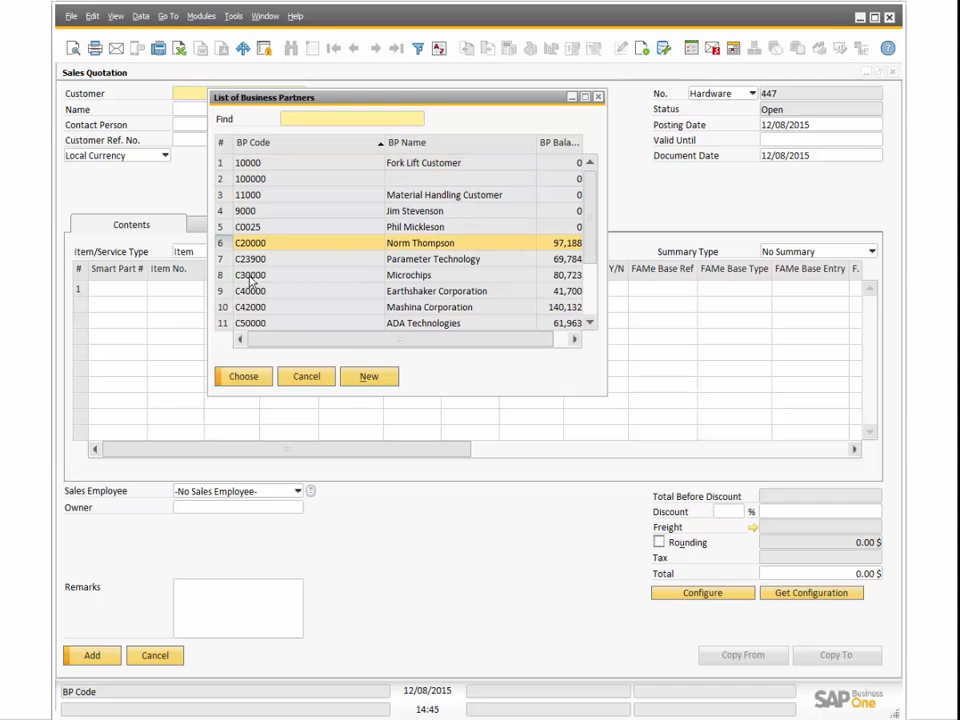 File Edit View Data Go To Modules Tools Window Help
Sales Quotation
Customer
Name
Contact Person
Customer Ref. No.
Local Currency
No. Hardware 447
Status Open
Posting Date 12/08/2015
Valid Until
Document Date 12/08/2015
List of Business Partners
Find
# BP Code BP Name BP Bala...
1 10000 Fork Lift Customer 0
2 100000 0
3 11000 Material Handling Customer 0
4 9000 Jim Stevenson 0
5 C0025 Phil Mickleson 0
6 C20000 Norm Thompson 97,188
7 C23900 Parameter Technology 69,784
8 C30000 Microchips 80,723
9 C40000 Earthshaker Corporation 41,700
10 C42000 Mashina Corporation 140,132
11 C50000 ADA Technologies 61,963
Choose Cancel New
Contents
Item/Service Type Item
Summary Type No Summary
# Smart Part # Item No. Y/N FAMe Base Ref FAMe Base Type FAMe Base Entry F.
1
Sales Employee -No Sales Employee-
Owner
Total Before Discount
Discount %
Freight
Rounding 0.00 $
Tax
Total 0.00 $
Configure Get Configuration
Remarks
Add Cancel
Copy From Copy To
BP Code 12/08/2015
14:45
SAP Business One